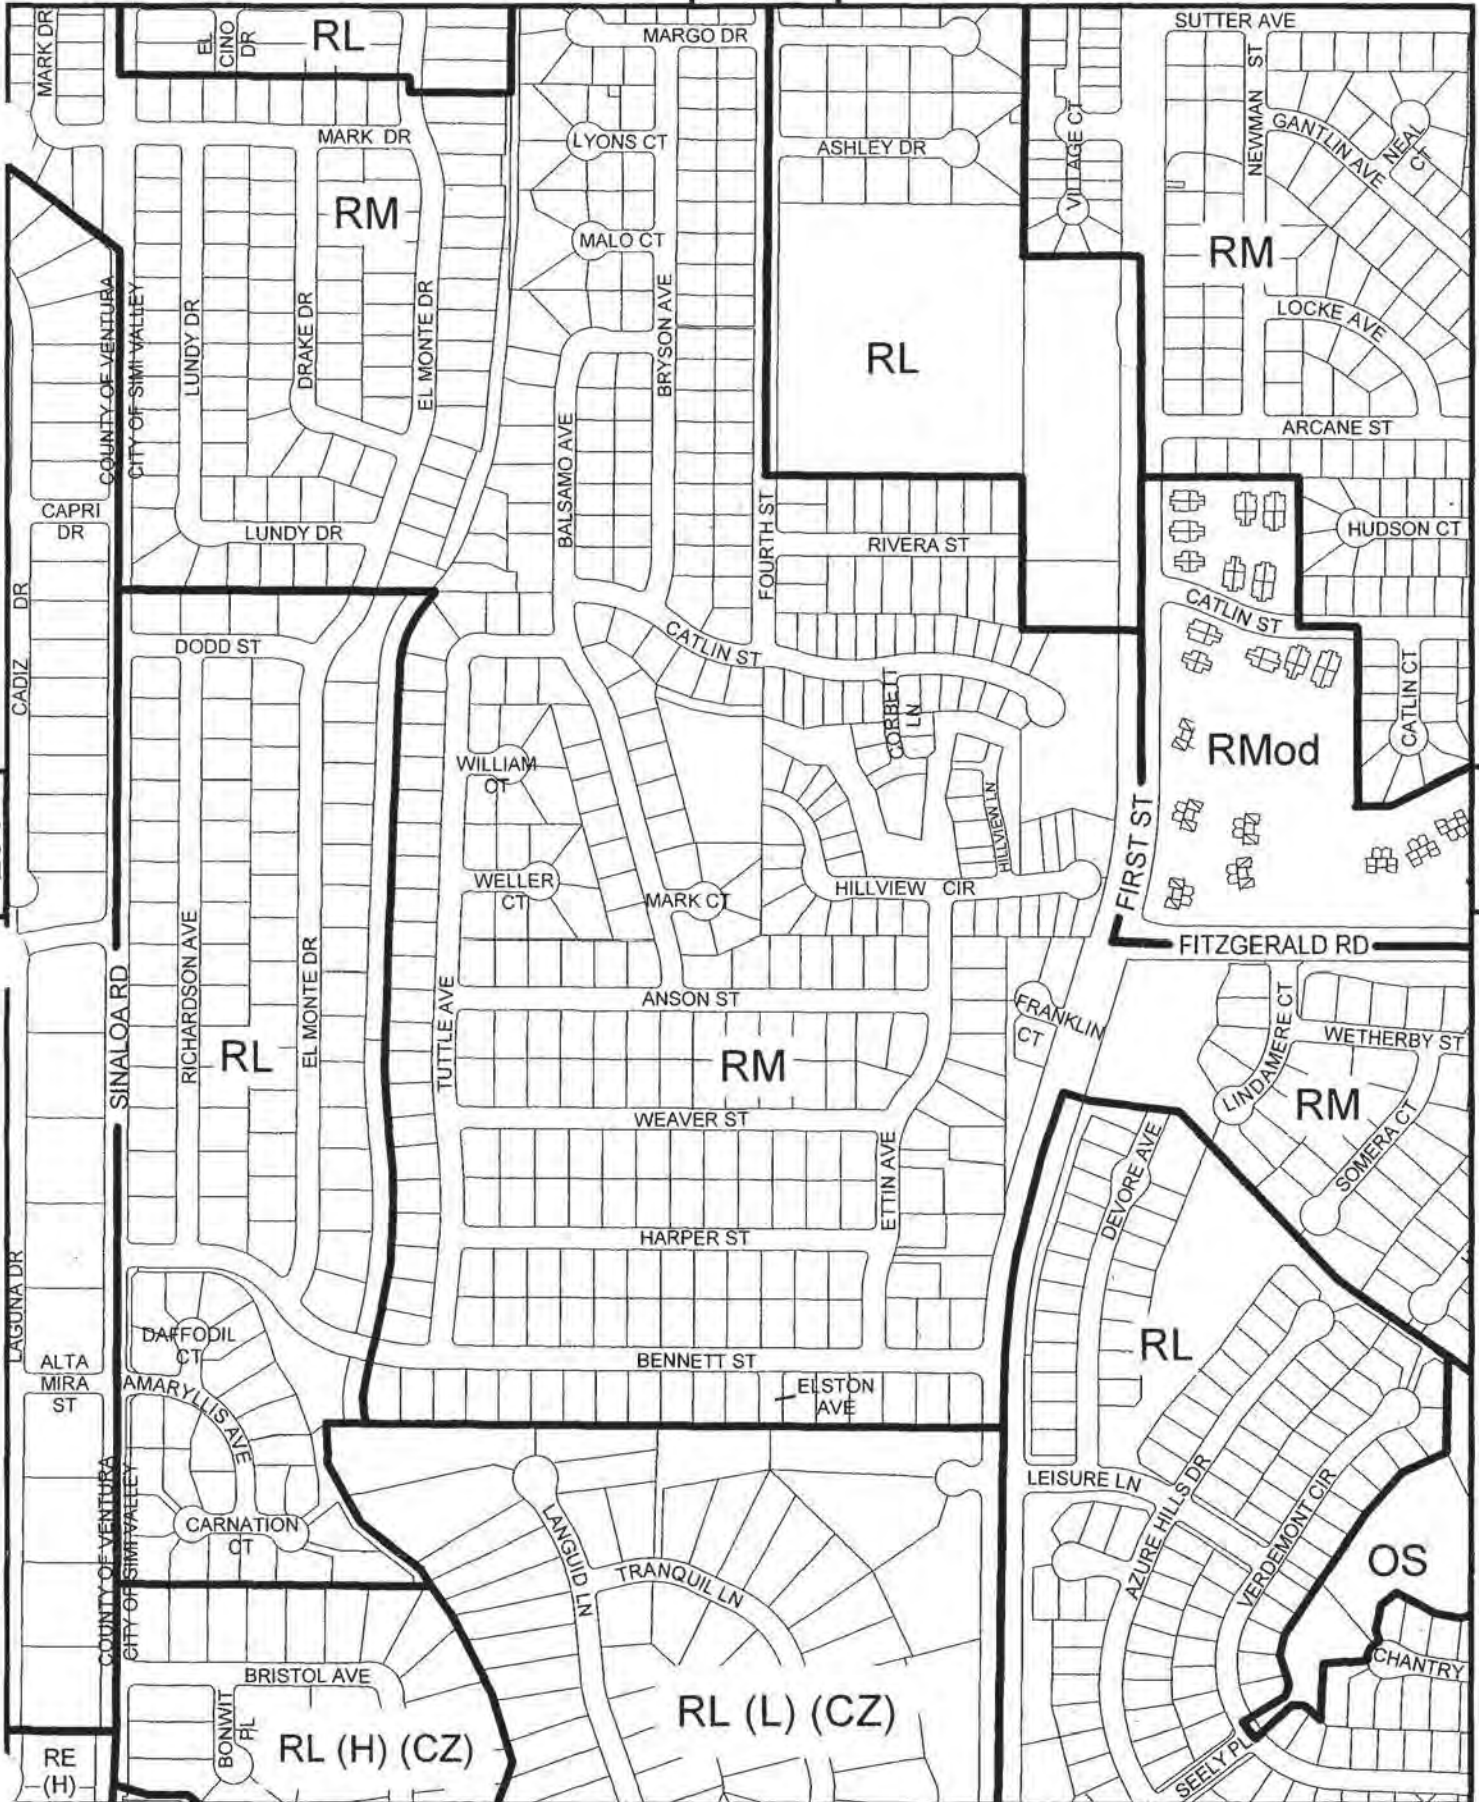 MARK DR
EL
CINO
DR
RL
MARGO DR
SUTTER AVE
NEWMAN ST
MARK DR
LYONS CT
ASHLEY DR
VILLAGE CT
GANTLIN AVE
NEAL
CT
RM
MALO CT
RM
COUNTY OF VENTURA
CITY OF SIMI VALLEY
LUNDY DR
DRAKE DR
EL MONTE DR
BRYSON AVE
RL
LOCKE AVE
ARCANE ST
BALSAMO AVE
CAPRI
DR
LUNDY DR
FOURTH ST
RIVERA ST
HUDSON CT
CADIZ DR
DODD ST
CATLIN ST
CATLIN ST
CATLIN CT
CORBETT
LN
RMod
WILLIAM
CT
HILLVIEW LN
FIRST ST
WELLER
CT
MARK CT
HILLVIEW CIR
RICHARDSON AVE
EL MONTE DR
FITZGERALD RD
SINALOA RD
TUTTLE AVE
ANSON ST
FRANKLIN
CT
LINDAMERE CT
WETHERBY ST
RL
RM
RM
WEAVER ST
ETTIN AVE
DEVORE AVE
SOMERA CT
HARPER ST
LAGUNA DR
DAFFODIL
CT
RL
ALTA
MIRA
ST
AMARYLLIS AVE
BENNETT ST
ELSTON
AVE
COUNTY OF VENTURA
CITY OF SIMI VALLEY
CARNATION
CT
LANGUID LN
TRANQUIL LN
LEISURE LN
AZURE HILLS DR
VERDEMONT CIR
OS
CHANTRY
BRISTOL AVE
BONWIT
PL
RL (H) (CZ)
RL (L) (CZ)
SEELY PL
RE
(H)